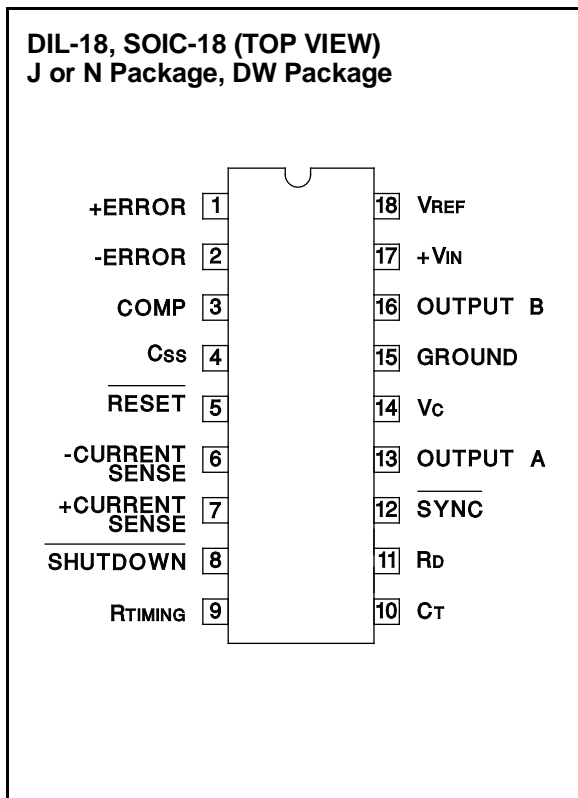 DIL-18, SOIC-18 (TOP VIEW)
J or N Package, DW Package
+ERROR 1
18 VREF
-ERROR 2
17 +VIN
COMP 3
16 OUTPUT B
CSS 4
15 GROUND
RESET 5
14 VC
-CURRENT
SENSE 6
13 OUTPUT A
+CURRENT
SENSE 7
12 SYNC
SHUTDOWN 8
11 RD
RTIMING 9
10 CT